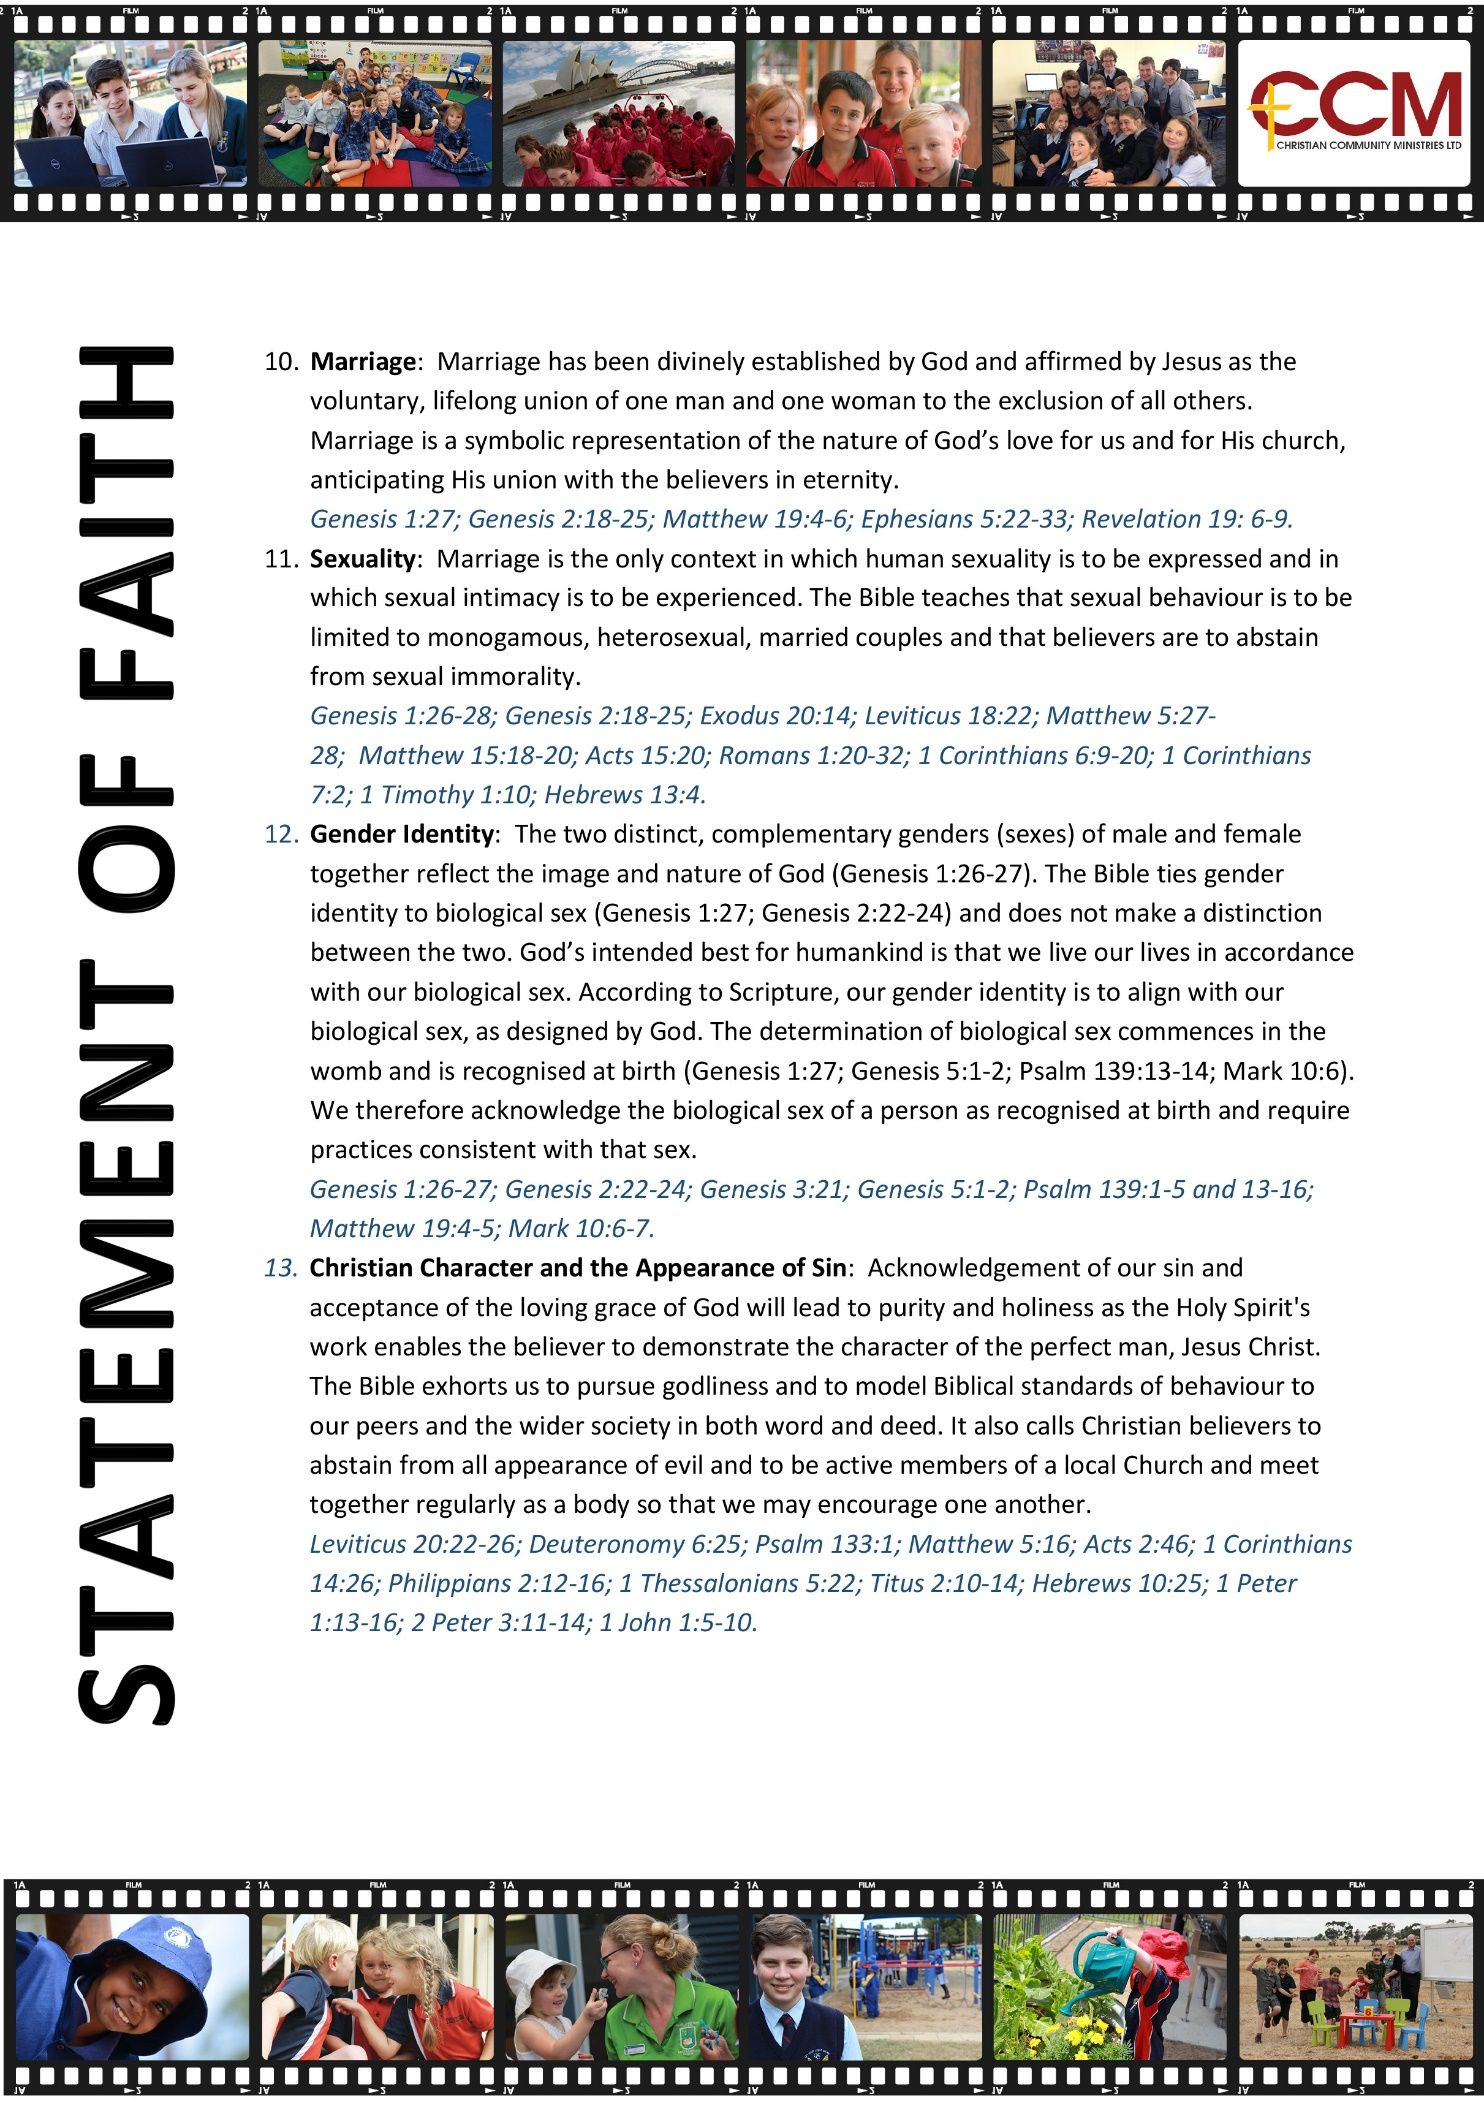 CCM
CHRISTIAN COMMUNITY MINISTRIES LTD
STATEMENT OF FAITH
10. Marriage:  Marriage has been divinely established by God and affirmed by Jesus as the
voluntary, lifelong union of one man and one woman to the exclusion of all others.
Marriage is a symbolic representation of the nature of God’s love for us and for His church,
anticipating His union with the believers in eternity.
Genesis 1:27; Genesis 2:18-25; Matthew 19:4-6; Ephesians 5:22-33; Revelation 19: 6-9.
11. Sexuality:  Marriage is the only context in which human sexuality is to be expressed and in
which sexual intimacy is to be experienced. The Bible teaches that sexual behaviour is to be
limited to monogamous, heterosexual, married couples and that believers are to abstain
from sexual immorality.
Genesis 1:26-28; Genesis 2:18-25; Exodus 20:14; Leviticus 18:22; Matthew 5:27-
28;  Matthew 15:18-20; Acts 15:20; Romans 1:20-32; 1 Corinthians 6:9-20; 1 Corinthians
7:2; 1 Timothy 1:10; Hebrews 13:4.
12. Gender Identity:  The two distinct, complementary genders (sexes) of male and female
together reflect the image and nature of God (Genesis 1:26-27). The Bible ties gender
identity to biological sex (Genesis 1:27; Genesis 2:22-24) and does not make a distinction
between the two. God’s intended best for humankind is that we live our lives in accordance
with our biological sex. According to Scripture, our gender identity is to align with our
biological sex, as designed by God. The determination of biological sex commences in the
womb and is recognised at birth (Genesis 1:27; Genesis 5:1-2; Psalm 139:13-14; Mark 10:6).
We therefore acknowledge the biological sex of a person as recognised at birth and require
practices consistent with that sex.
Genesis 1:26-27; Genesis 2:22-24; Genesis 3:21; Genesis 5:1-2; Psalm 139:1-5 and 13-16;
Matthew 19:4-5; Mark 10:6-7.
13. Christian Character and the Appearance of Sin:  Acknowledgement of our sin and
acceptance of the loving grace of God will lead to purity and holiness as the Holy Spirit's
work enables the believer to demonstrate the character of the perfect man, Jesus Christ.
The Bible exhorts us to pursue godliness and to model Biblical standards of behaviour to
our peers and the wider society in both word and deed. It also calls Christian believers to
abstain from all appearance of evil and to be active members of a local Church and meet
together regularly as a body so that we may encourage one another.
Leviticus 20:22-26; Deuteronomy 6:25; Psalm 133:1; Matthew 5:16; Acts 2:46; 1 Corinthians
14:26; Philippians 2:12-16; 1 Thessalonians 5:22; Titus 2:10-14; Hebrews 10:25; 1 Peter
1:13-16; 2 Peter 3:11-14; 1 John 1:5-10.